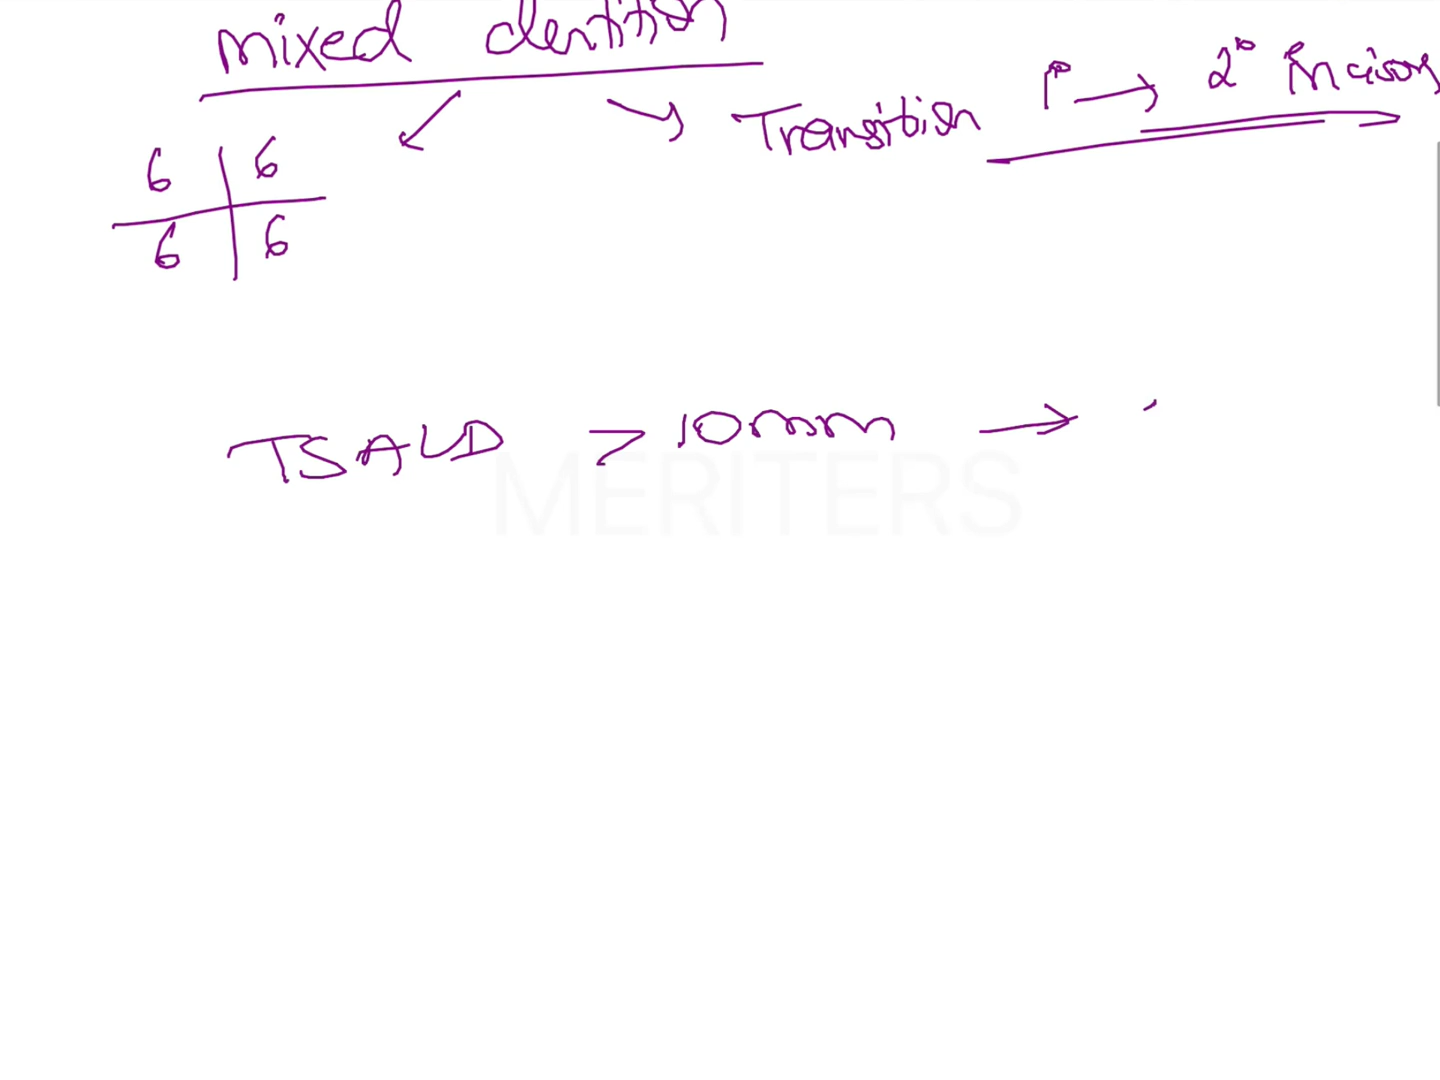 mixed dentition
Transition 1° → 2° Incisors
6 | 6
6 | 6
TSALD > 10mm →
MERITERS